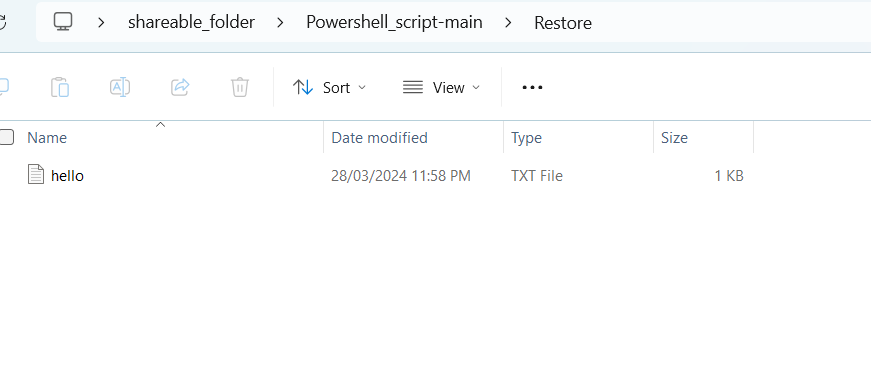 shareable_folder > Powershell_script-main > Restore
Sort View
Name Date modified Type Size
hello 28/03/2024 11:58 PM TXT File 1 KB